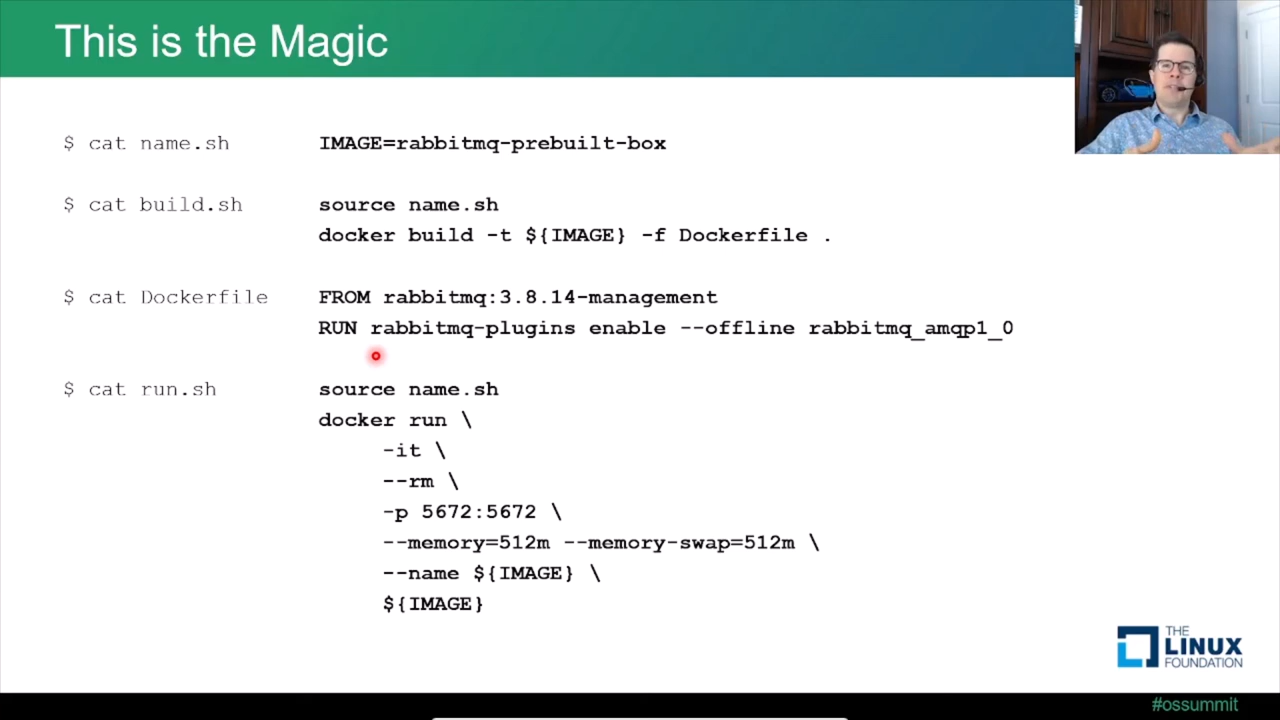 This is the Magic
$ cat name.sh IMAGE=rabbitmq-prebuilt-box
$ cat build.sh source name.sh
docker build -t ${IMAGE} -f Dockerfile .
$ cat Dockerfile FROM rabbitmq:3.8.14-management
RUN rabbitmq-plugins enable --offline rabbitmq_amqp1_0
$ cat run.sh source name.sh
docker run \
-it \
--rm \
-p 5672:5672 \
--memory=512m --memory-swap=512m \
--name ${IMAGE} \
${IMAGE}
THE
LINUX
FOUNDATION
#ossummit